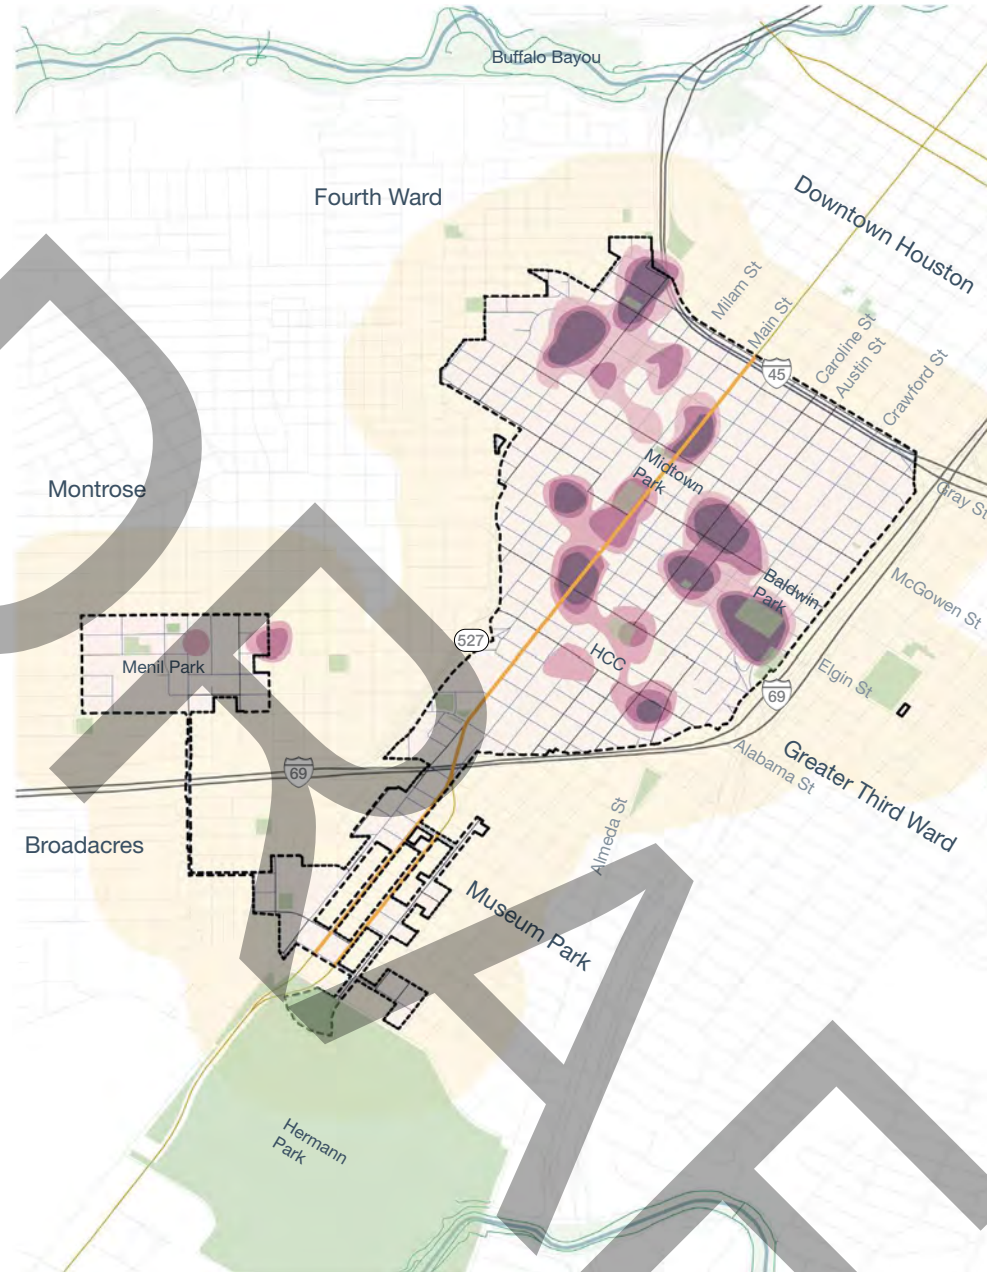 Buffalo Bayou
Fourth Ward
Downtown Houston
Milam St
Main St
Caroline St
Austin St
Crawford St
45
Midtown
Park
Montrose
Gray St
McGowen St
Baldwin
Park
527
Menil Park
HCC
Elgin St
69
69
Alabama St
Greater Third Ward
Almeda St
Broadacres
Museum Park
Hermann
Park
DRAF